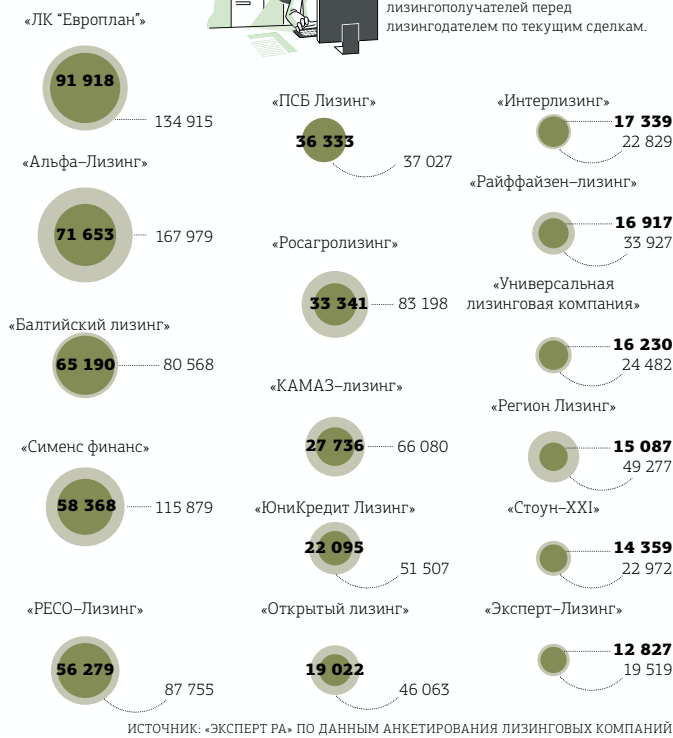 лизингополучателей перед
лизингодателем по текущим сделкам.
«ЛК "Европлан"»
91 918
134 915
«Альфа–Лизинг»
71 653
167 979
«Балтийский лизинг»
65 190
80 568
«Сименс финанс»
58 368
115 879
«РЕСО–Лизинг»
56 279
87 755
«ПСБ Лизинг»
36 333
37 027
«Росагролизинг»
33 341
83 198
«КАМАЗ–лизинг»
27 736
66 080
«ЮниКредит Лизинг»
22 095
51 507
«Открытый лизинг»
19 022
46 063
«Интерлизинг»
17 339
22 829
«Райффайзен–лизинг»
16 917
33 927
«Универсальная
лизинговая компания»
16 230
24 482
«Регион Лизинг»
15 087
49 277
«Стоун–XXI»
14 359
22 972
«Эксперт–Лизинг»
12 827
19 519
ИСТОЧНИК: «ЭКСПЕРТ РА» ПО ДАННЫМ АНКЕТИРОВАНИЯ ЛИЗИНГОВЫХ КОМПАНИЙ